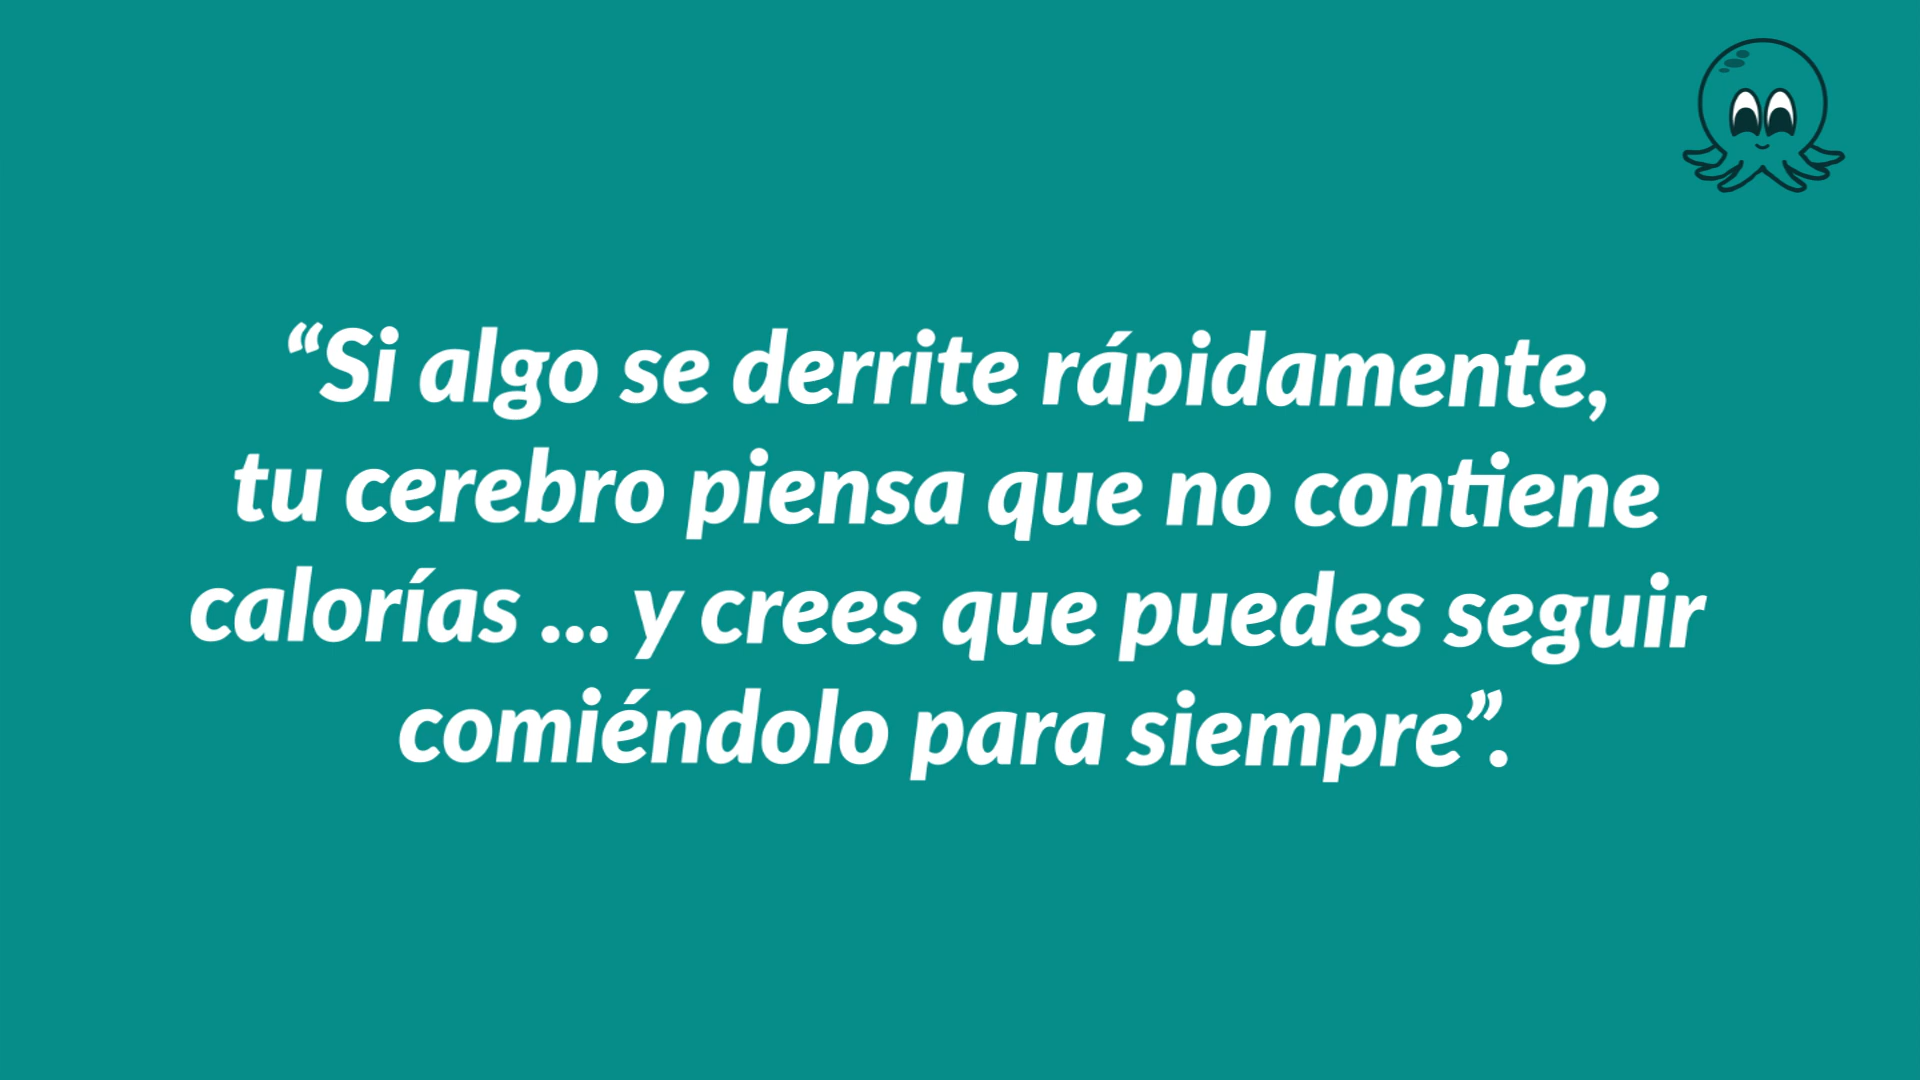 “Si algo se derrite rápidamente,
tu cerebro piensa que no contiene
calorías ... y crees que puedes seguir
comiéndolo para siempre”.